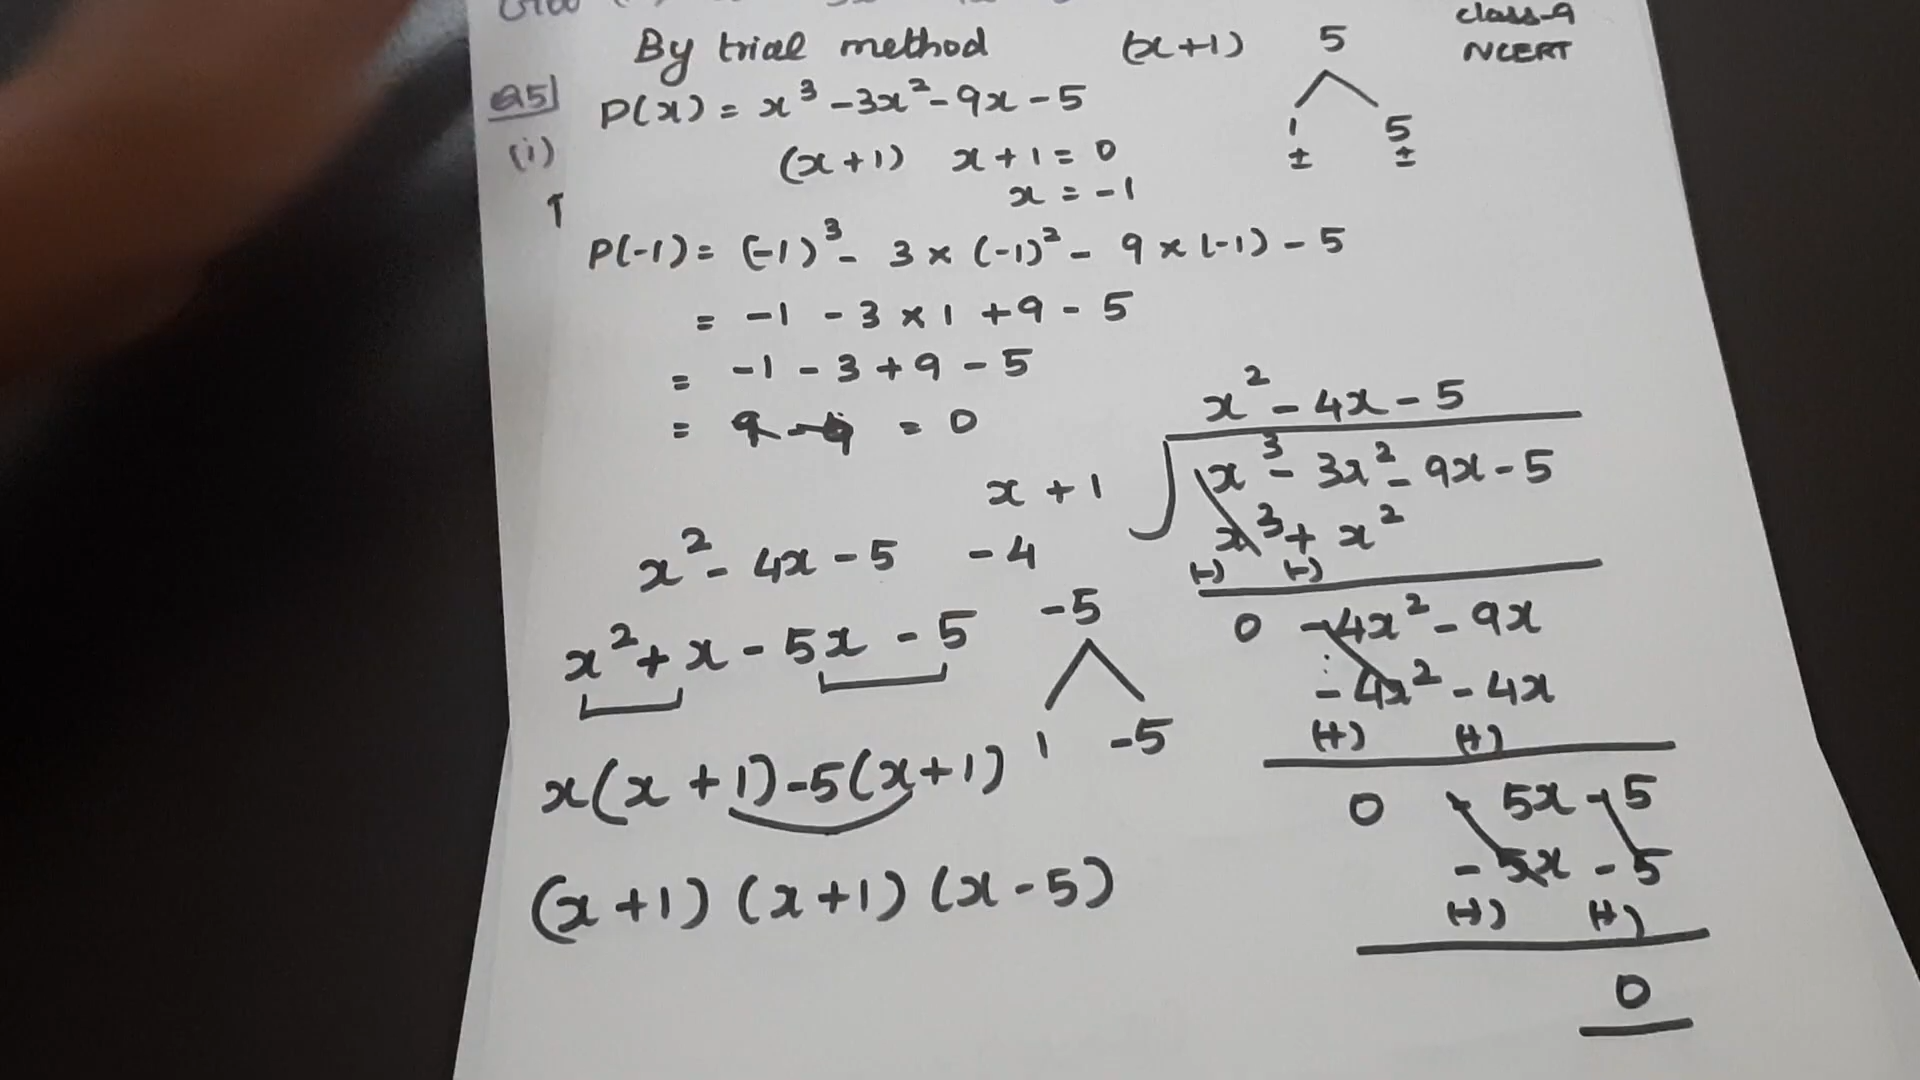 By trial method (x+1) 5 class-9
NCERT
Q5] P(x) = x³ - 3x² - 9x - 5
1 5
± ±
(i) (x+1) x+1 = 0
x = -1
P(-1) = (-1)³ - 3 × (-1)² - 9 × (-1) - 5
= -1 - 3 × 1 + 9 - 5
= -1 - 3 + 9 - 5
= 9 - 9 = 0
x² - 4x - 5
x + 1 x³ - 3x² - 9x - 5
x³ + x²
(-) (-)
0 - 4x² - 9x
- 4x² - 4x
(+) (+)
0 - 5x - 5
- 5x - 5
(+) (+)
0
x² - 4x - 5 -4
-5
x² + x - 5x - 5
1 -5
x(x+1) - 5(x+1)
(x+1) (x+1) (x-5)